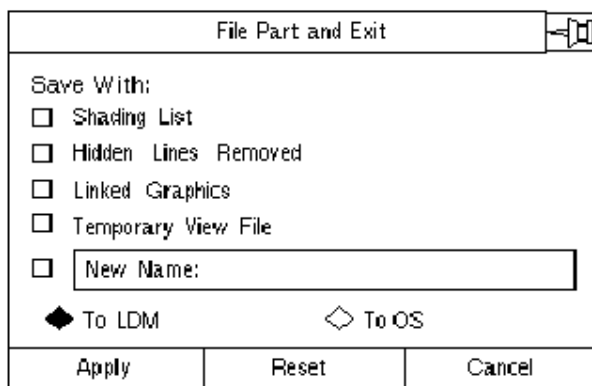 File Part and Exit
Save With:
Shading List
Hidden Lines Removed
Linked Graphics
Temporary View File
New Name:
To LDM To OS
Apply Reset Cancel